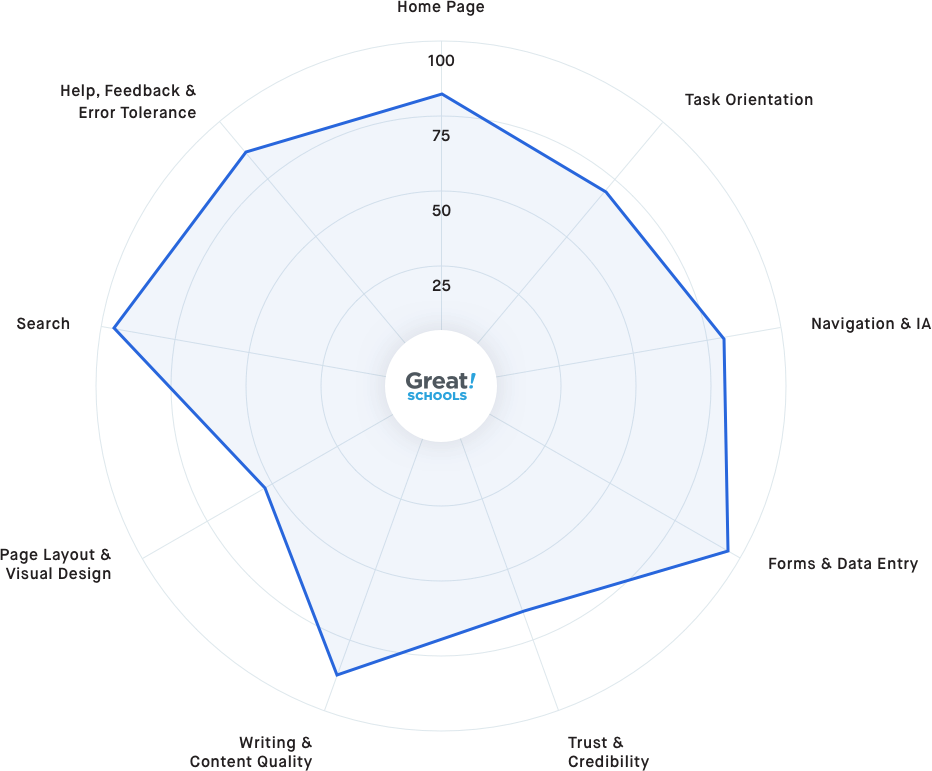 Home Page
100
Help, Feedback &
Error Tolerance
Task Orientation
75
50
25
Search
Navigation & IA
Great!
SCHOOLS
Page Layout &
Visual Design
Forms & Data Entry
Writing &
Content Quality
Trust &
Credibility